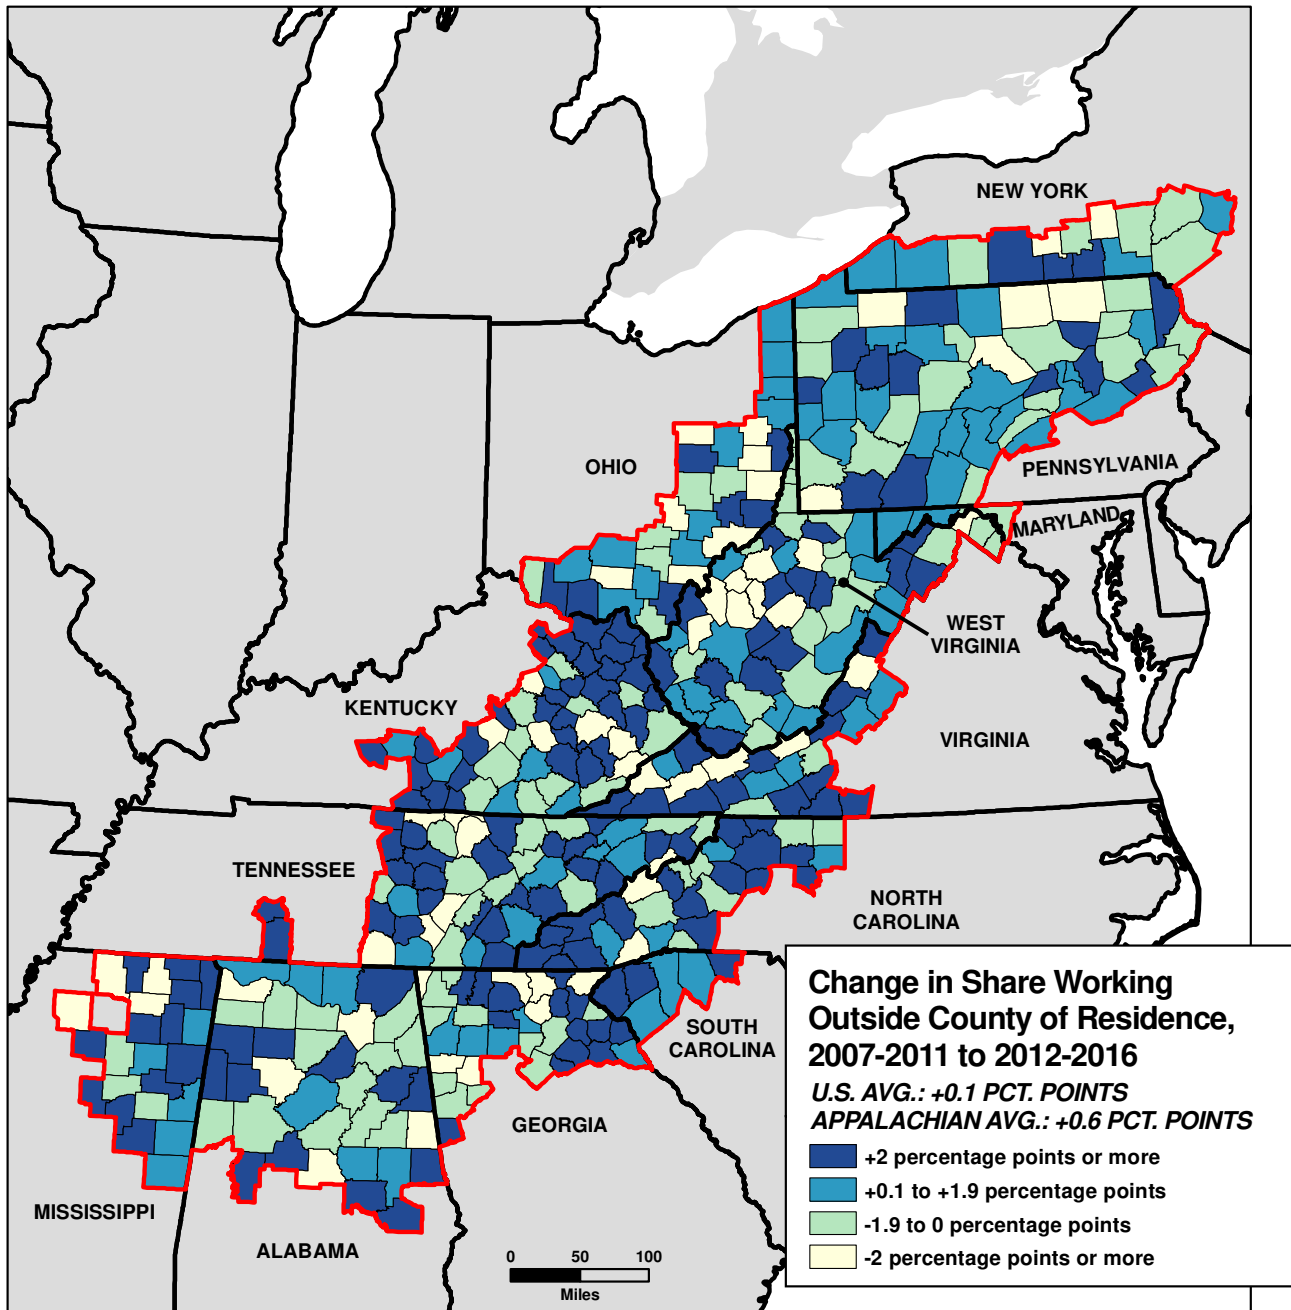 NEW YORK
OHIO
PENNSYLVANIA
MARYLAND
WEST
VIRGINIA
KENTUCKY
VIRGINIA
TENNESSEE
NORTH
CAROLINA
SOUTH
CAROLINA
GEORGIA
MISSISSIPPI
ALABAMA
0 50 100
Miles
Change in Share Working
Outside County of Residence,
2007-2011 to 2012-2016
U.S. AVG.: +0.1 PCT. POINTS
APPALACHIAN AVG.: +0.6 PCT. POINTS
+2 percentage points or more
+0.1 to +1.9 percentage points
-1.9 to 0 percentage points
-2 percentage points or more